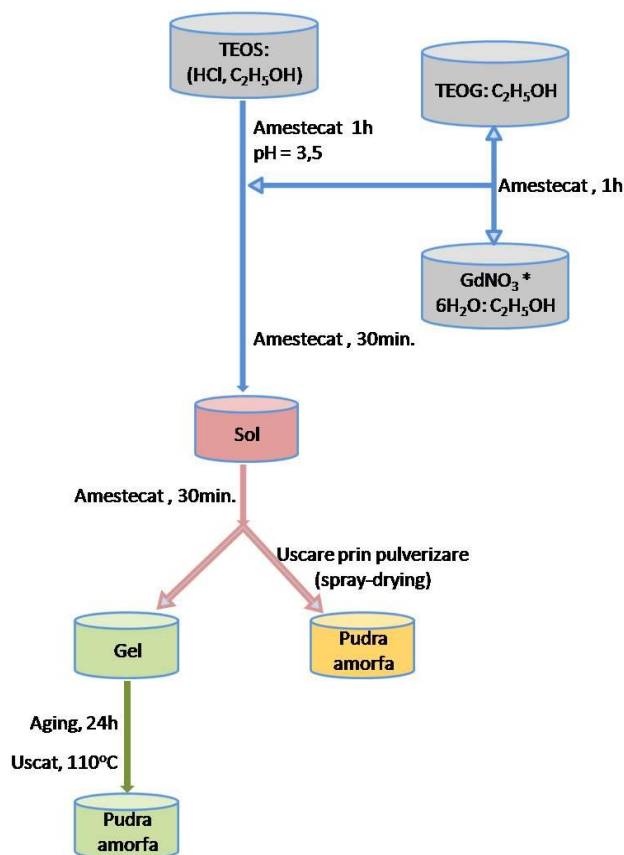 TEOS:
(HCl, C₂H₅OH)
TEOG: C₂H₅OH
Amestecat 1h
pH = 3,5
Amestecat , 1h
GdNO₃ *
6H₂O: C₂H₅OH
Amestecat , 30min.
Sol
Amestecat , 30min.
Uscare prin pulverizare
(spray-drying)
Gel
Pudra
amorfa
Aging, 24h
Uscat, 110°C
Pudra
amorfa